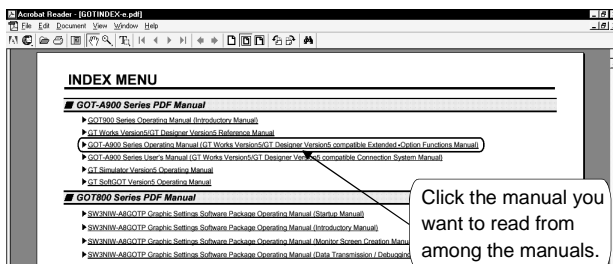 Acrobat Reader - [GOTINDEX-e.pdf]
File Edit Document View Window Help
INDEX MENU
GOT-A900 Series PDF Manual
GOT900 Series Operating Manual (Introductory Manual)
GT Works Version5/GT Designer Version5 Reference Manual
GOT-A900 Series Operating Manual (GT Works Version5/GT Designer Version5 compatible Extended•Option Functions Manual)
GOT-A900 Series User's Manual (GT Works Version5/GT Designer Version5 compatible Connection System Manual)
GT Simulator Version5 Operating Manual
GT SoftGOT Version5 Operating Manual
GOT800 Series PDF Manual
SW3NIW-A8GOTP Graphic Settings Software Package Operating Manual (Startup Manual)
SW3NIW-A8GOTP Graphic Settings Software Package Operating Manual (Introductory Manual)
SW3NIW-A8GOTP Graphic Settings Software Package Operating Manual (Monitor Screen Creation Manu
SW3NIW-A8GOTP Graphic Settings Software Package Operating Manual (Data Transmission / Debugging
Click the manual you
want to read from
among the manuals.